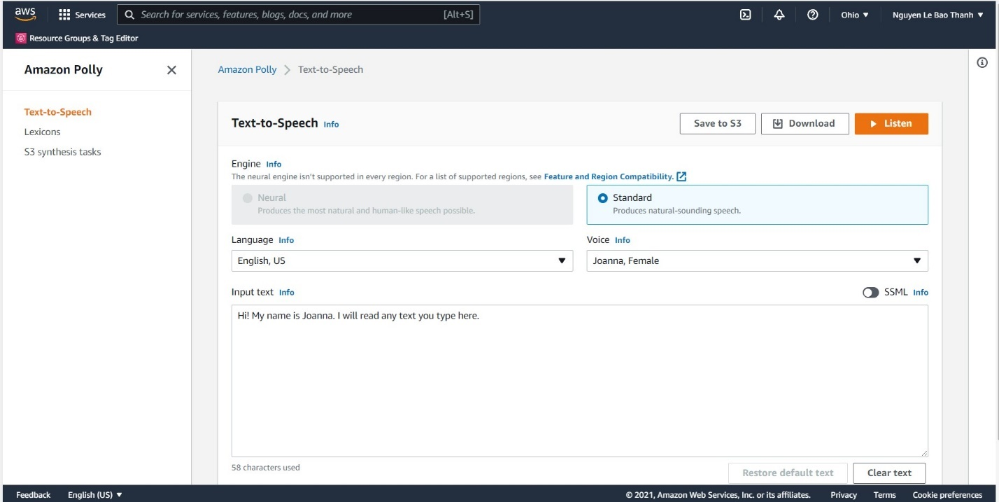 aws
Services
Search for services, features, blogs, docs, and more [Alt+S]
Ohio ▼
Nguyen Le Bao Thanh ▼
Resource Groups & Tag Editor
Amazon Polly
Text-to-Speech
Lexicons
S3 synthesis tasks
Amazon Polly > Text-to-Speech
Text-to-Speech Info
Save to S3
Download
Listen
Engine Info
The neural engine isn't supported in every region. For a list of supported regions, see Feature and Region Compatibility.
Neural
Produces the most natural and human-like speech possible.
Standard
Produces natural-sounding speech.
Language Info
English, US
Voice Info
Joanna, Female
Input text Info
SSML Info
Hi! My name is Joanna. I will read any text you type here.
58 characters used
Restore default text
Clear text
Feedback
English (US) ▼
© 2021, Amazon Web Services, Inc. or its affiliates.
Privacy
Terms
Cookie preferences